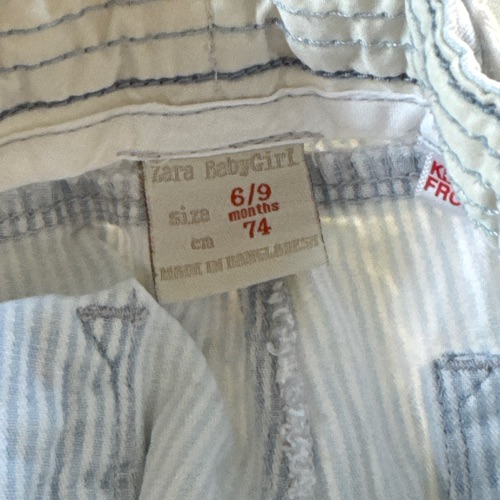 Zara BabyGirl
size 6/9 months
cm 74
MADE IN BANGLADESH